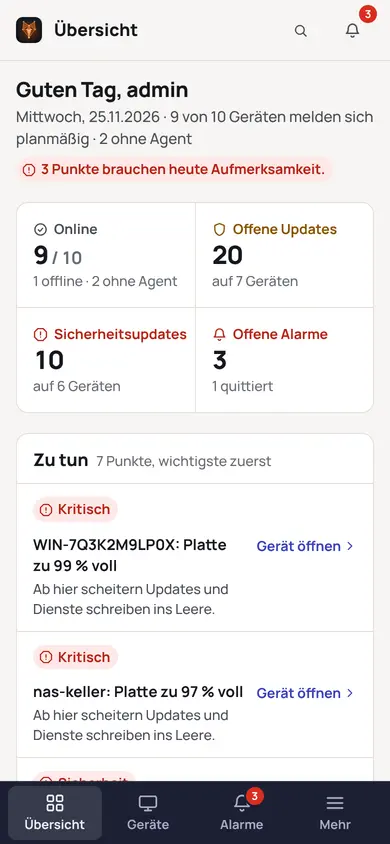 Übersicht
3
Guten Tag, admin
Mittwoch, 25.11.2026 · 9 von 10 Geräten melden sich
planmäßig · 2 ohne Agent
3 Punkte brauchen heute Aufmerksamkeit.
Online
9 / 10
1 offline · 2 ohne Agent
Offene Updates
20
auf 7 Geräten
Sicherheitsupdates
10
auf 6 Geräten
Offene Alarme
3
1 quittiert
Zu tun 7 Punkte, wichtigste zuerst
Kritisch
WIN-7Q3K2M9LP0X: Platte
zu 99 % voll
Gerät öffnen
Ab hier scheitern Updates und
Dienste schreiben ins Leere.
Kritisch
nas-keller: Platte zu 97 % voll
Gerät öffnen
Ab hier scheitern Updates und
Dienste schreiben ins Leere.
Sicherheit
3
Übersicht
Geräte
Alarme
Mehr